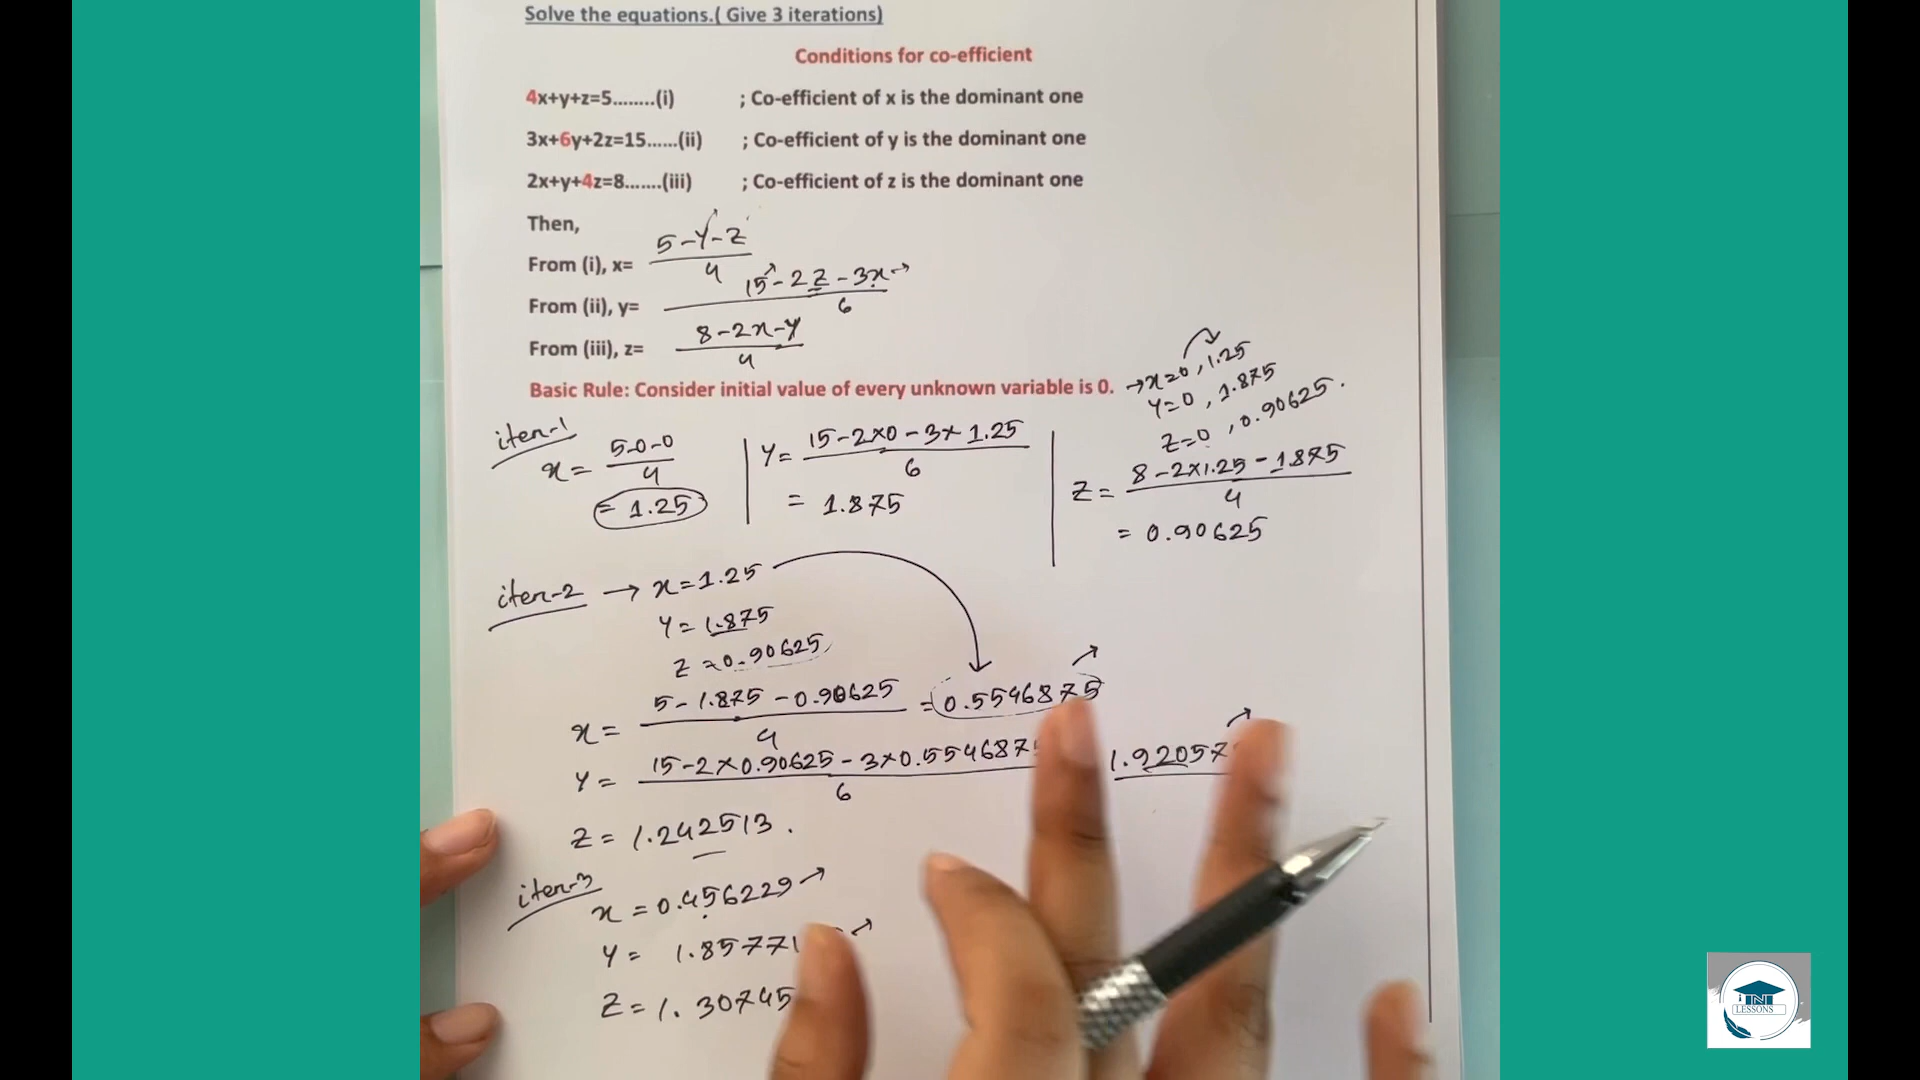 Solve the equations.( Give 3 iterations)
Conditions for co-efficient
4x+y+z=5........(i) ; Co-efficient of x is the dominant one
3x+6y+2z=15......(ii) ; Co-efficient of y is the dominant one
2x+y+4z=8.......(iii) ; Co-efficient of z is the dominant one
Then,
From (i), x= 5-y-z / 4
From (ii), y= 15-2z-3x / 6
From (iii), z= 8-2x-y / 4
Basic Rule: Consider initial value of every unknown variable is 0. → x=0, 1.25
y=0, 1.875
z=0, 0.90625.
iter-1
x = 5-0-0 / 4
= 1.25
y = 15-2×0-3×1.25 / 6
= 1.875
z = 8-2×1.25-1.875 / 4
= 0.90625
iter-2 → x=1.25
y=1.875
z=0.90625
x = 5-1.875-0.90625 / 4 = 0.5546875
y = 15-2×0.90625-3×0.554687 / 6 1.92057
z = 1.242513.
iter-3
x = 0.456229
y = 1.85771
z = 1.30745
TNT
LESSONS